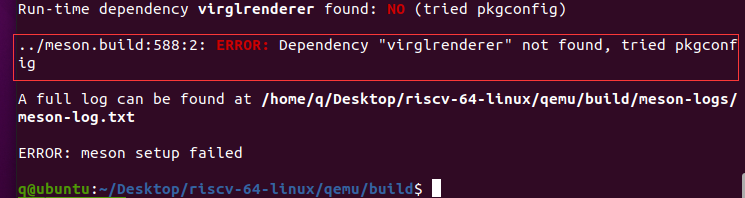 Run-time dependency virglrenderer found: NO (tried pkgconfig)
../meson.build:588:2: ERROR: Dependency "virglrenderer" not found, tried pkgconf
ig
A full log can be found at /home/q/Desktop/riscv-64-linux/qemu/build/meson-logs/
meson-log.txt
ERROR: meson setup failed
q@ubuntu:~/Desktop/riscv-64-linux/qemu/build$